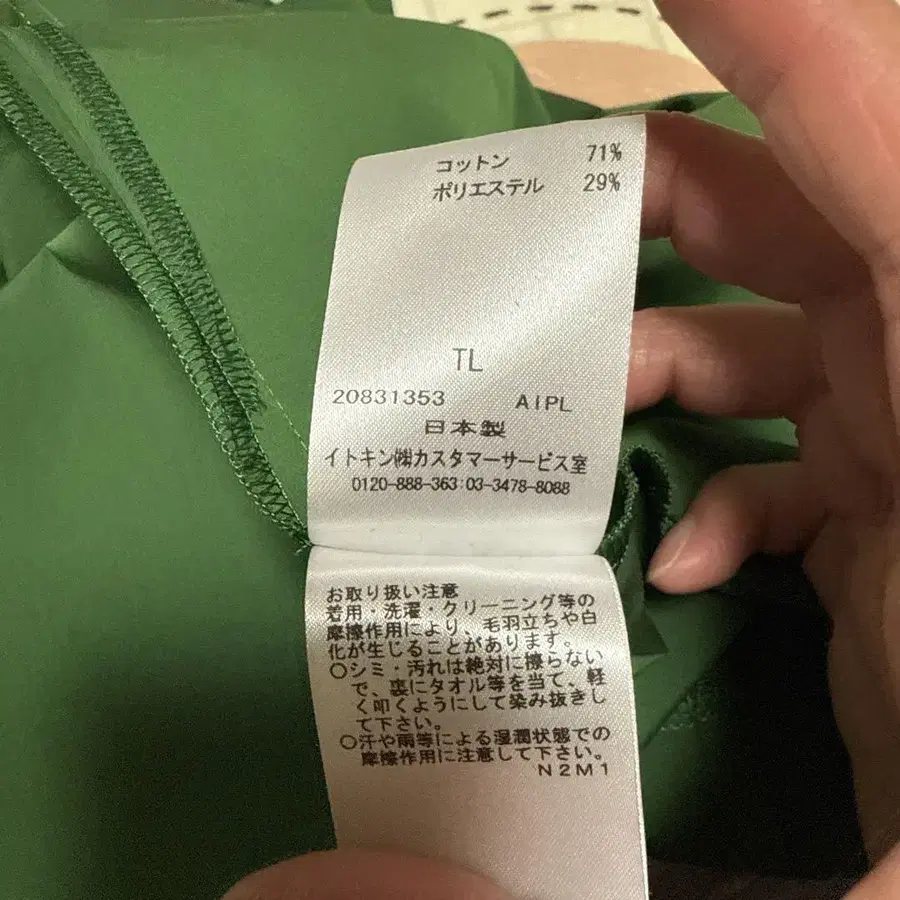 コットン 71%
ポリエステル 29%
TL
20831353 AIPL
日本製
イトキン㈱カスタマーサービス室
0120-888-363:03-3478-8088
お取り扱い注意
着用・洗濯・クリーニング等の
摩擦作用により、毛羽立ちや白
化が生じることがあります。
○シミ・汚れは絶対に擦らない
で、裏にタオル等を当て、軽
く叩くようにして染み抜きし
て下さい。
○汗や雨等による湿潤状態での
摩擦作用に注意して下さい。
N2M1